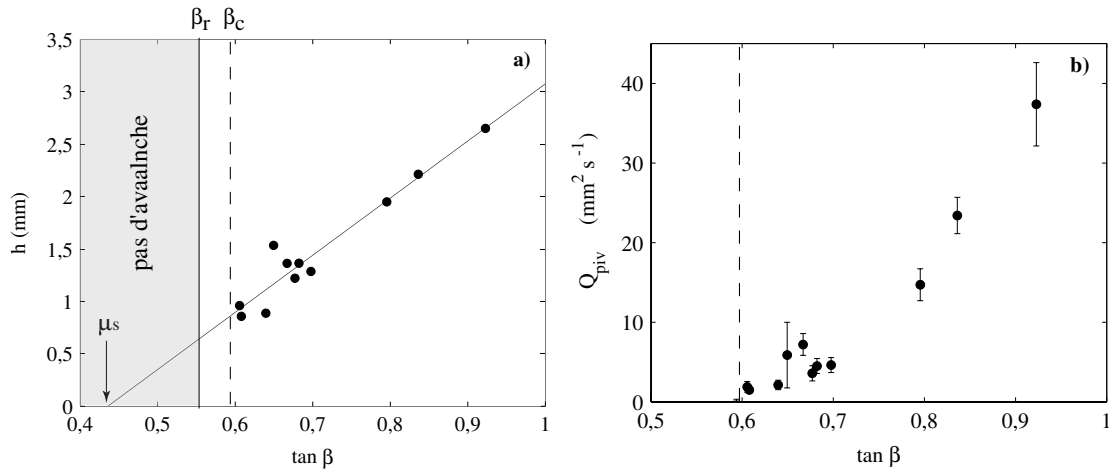 βr βc
3,5
3
2,5
2
1,5
1
0,5
0
h (mm)
a)
pas d'avaalnche
μs
0,4 0,5 0,6 0,7 0,8 0,9 1
tan β
b)
40
30
20
10
0
Qpiv (mm² s⁻¹)
0,5 0,6 0,7 0,8 0,9 1
tan β